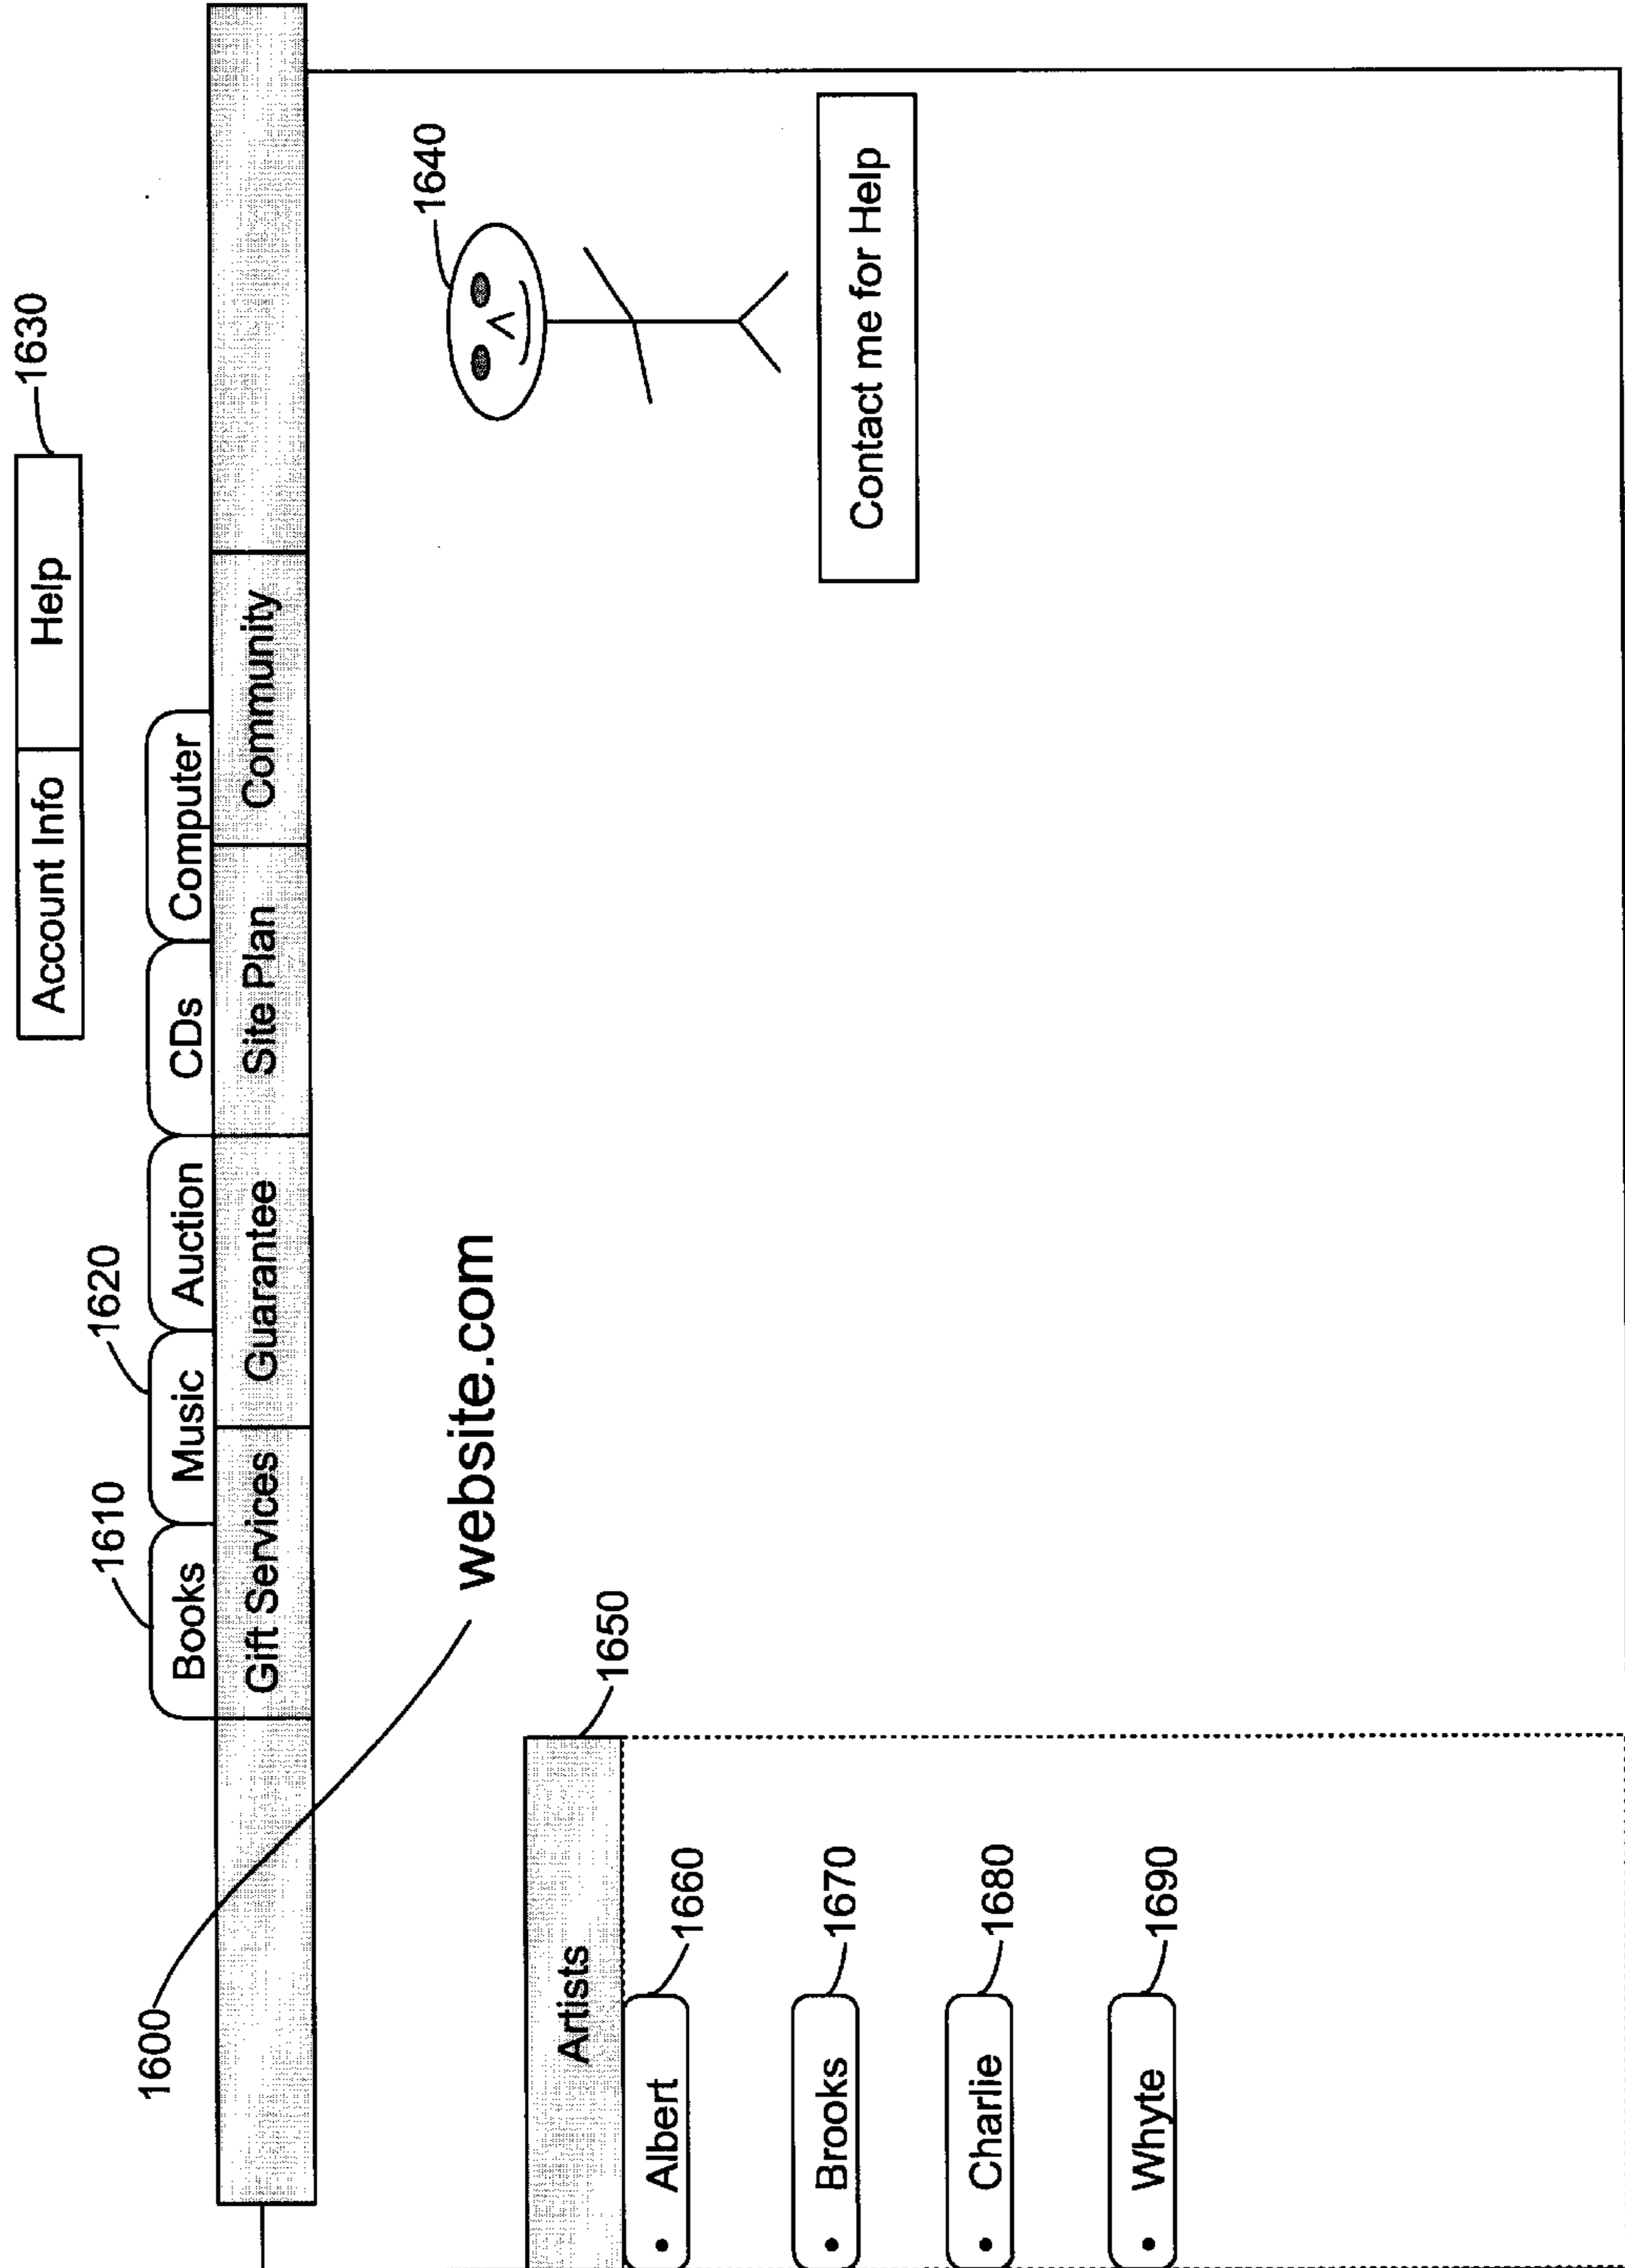 1630
Account Info Help
1610 1620
1600
Books Music Auction CDs Computer
Gift Services Guarantee Site Plan Community
1640
website.com
1650
Artists
• Albert
1660
• Brooks
1670
• Charlie
1680
• Whyte
1690
Contact me for Help